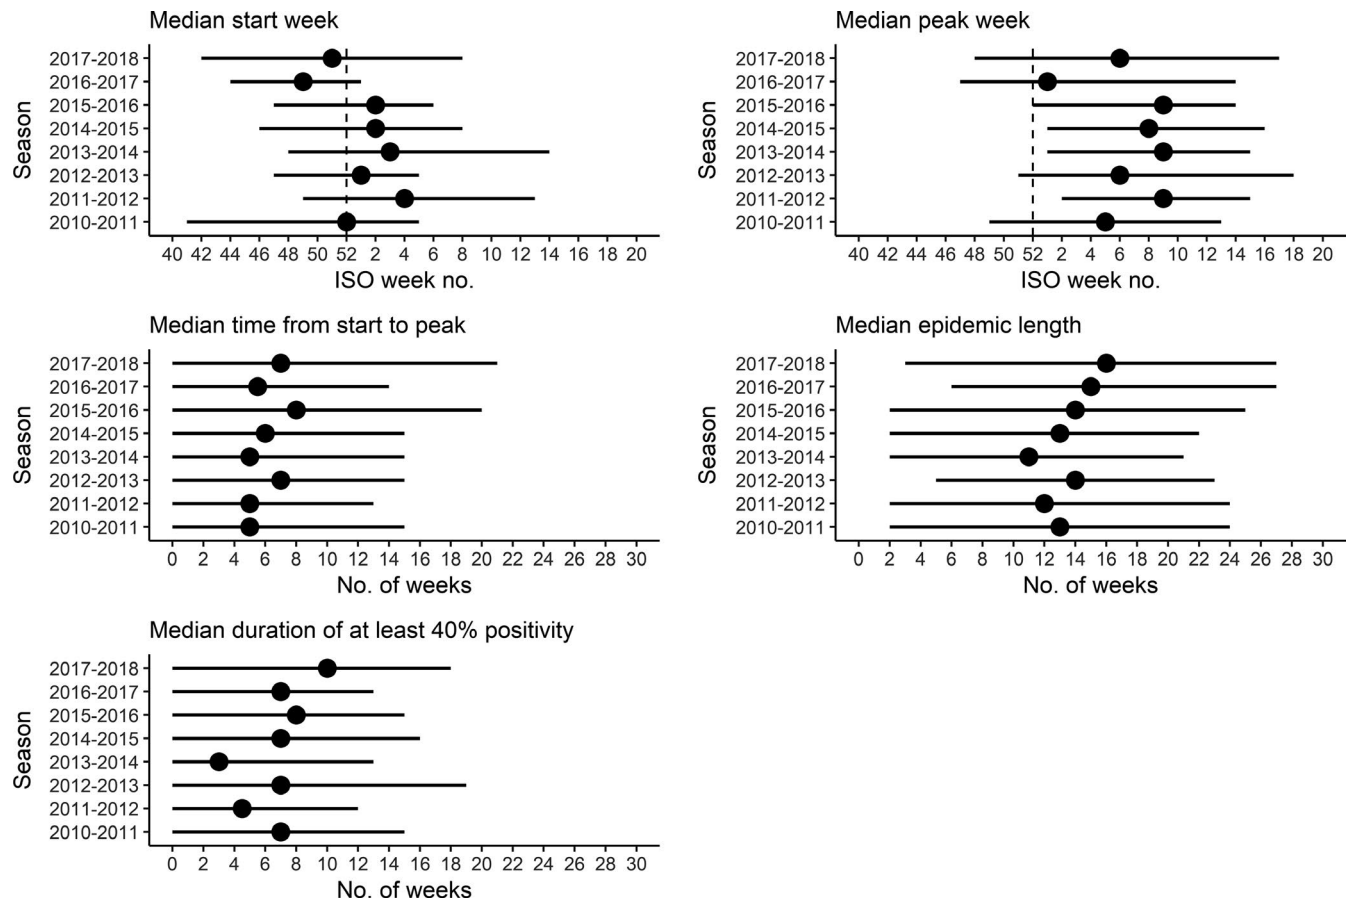 Median start week
Season
2017-2018
2016-2017
2015-2016
2014-2015
2013-2014
2012-2013
2011-2012
2010-2011
40 42 44 46 48 50 52 2 4 6 8 10 12 14 16 18 20
ISO week no.
Median peak week
Season
2017-2018
2016-2017
2015-2016
2014-2015
2013-2014
2012-2013
2011-2012
2010-2011
40 42 44 46 48 50 52 2 4 6 8 10 12 14 16 18 20
ISO week no.
Median time from start to peak
Season
2017-2018
2016-2017
2015-2016
2014-2015
2013-2014
2012-2013
2011-2012
2010-2011
0 2 4 6 8 10 12 14 16 18 20 22 24 26 28 30
No. of weeks
Median epidemic length
Season
2017-2018
2016-2017
2015-2016
2014-2015
2013-2014
2012-2013
2011-2012
2010-2011
0 2 4 6 8 10 12 14 16 18 20 22 24 26 28 30
No. of weeks
Median duration of at least 40% positivity
Season
2017-2018
2016-2017
2015-2016
2014-2015
2013-2014
2012-2013
2011-2012
2010-2011
0 2 4 6 8 10 12 14 16 18 20 22 24 26 28 30
No. of weeks